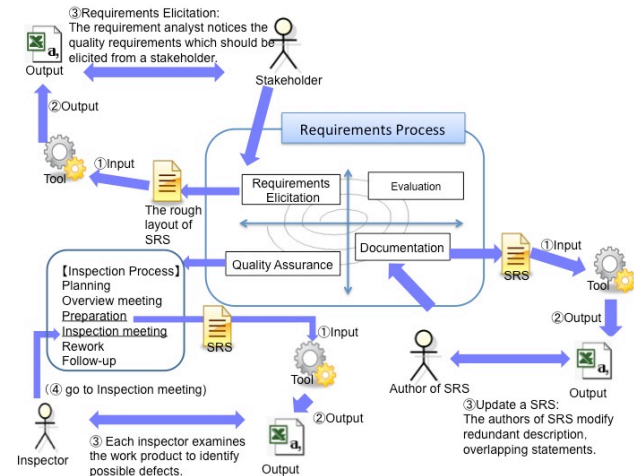 ③Requirements Elicitation:
The requirement analyst notices the
quality requirements which should be
elicited from a stakeholder.
a,
Output
Stakeholder
②Output
Requirements Process
①Input
Tool
Requirements
Elicitation
Evaluation
The rough
layout of
SRS
Documentation
①Input
Quality Assurance
SRS
Tool
【Inspection Process】
Planning
Overview meeting
Preparation
Inspection meeting
Rework
Follow-up
SRS
①Input
②Output
Tool
a,
Author of SRS
Output
(④ go to Inspection meeting)
②Output
③Update a SRS:
The authors of SRS modify
redundant description,
overlapping statements.
Inspector
③ Each inspector examines
the work product to identify
possible defects.
a,
Output